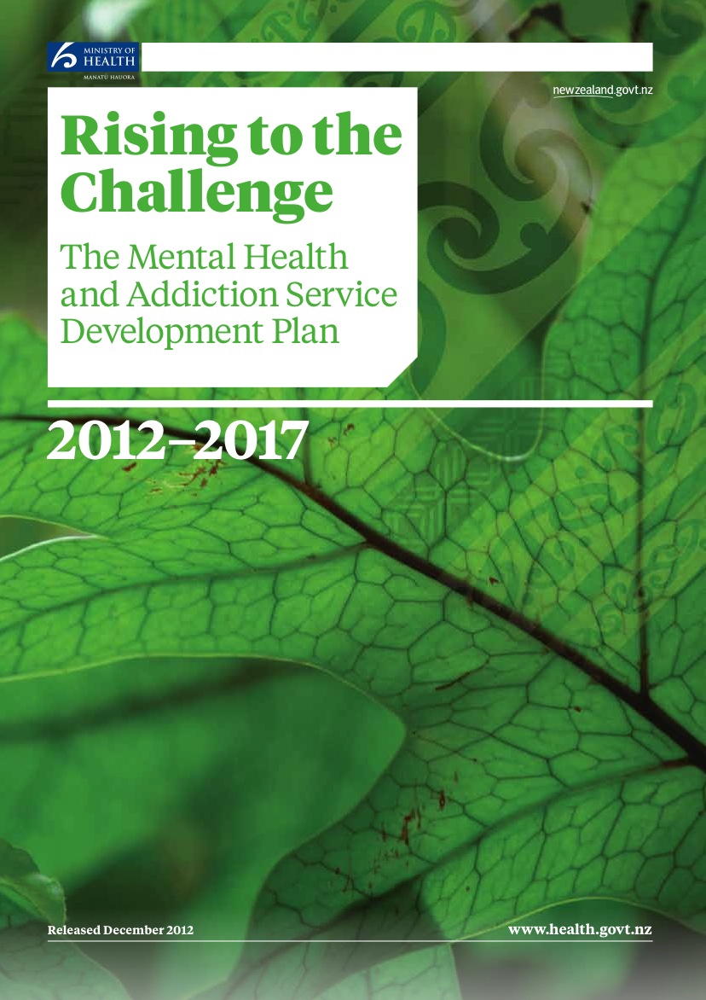 MINISTRY OF
HEALTH
MANATŪ HAUORA
newzealand.govt.nz
Rising to the
Challenge
The Mental Health
and Addiction Service
Development Plan
2012–2017
Released December 2012
www.health.govt.nz